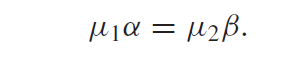 μ₁α = μ₂β.